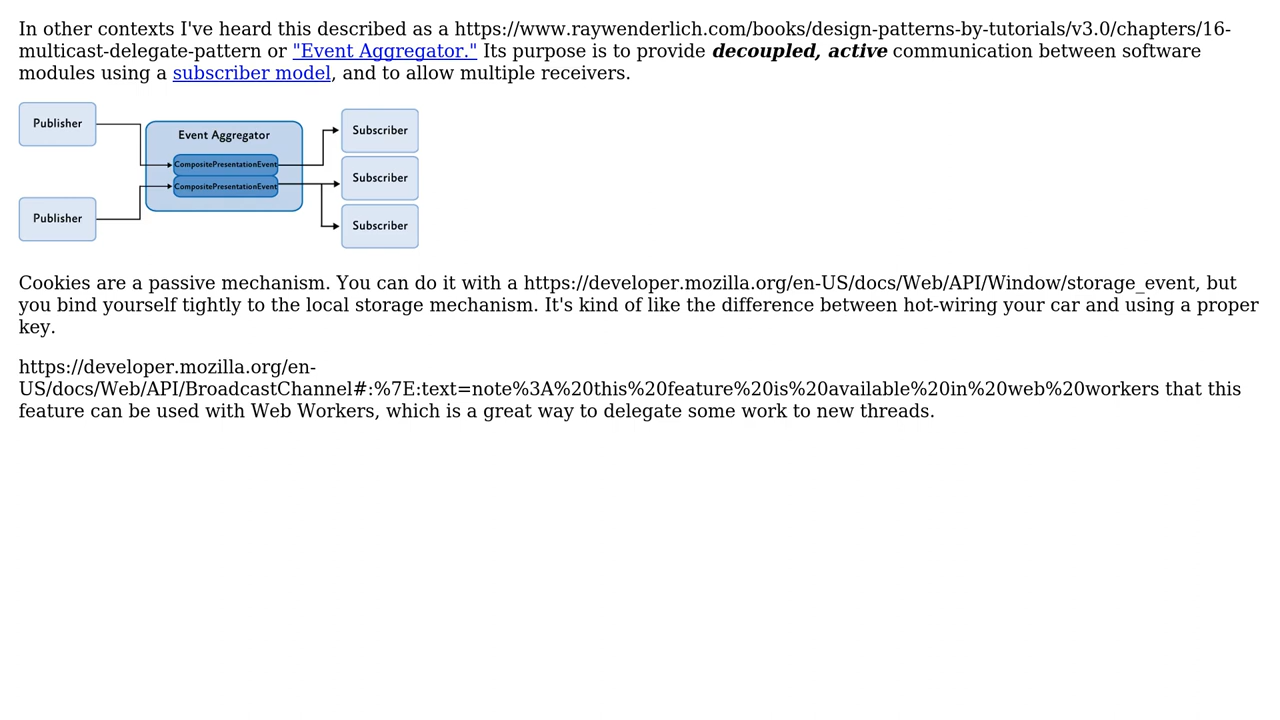 In other contexts I've heard this described as a https://www.raywenderlich.com/books/design-patterns-by-tutorials/v3.0/chapters/16-
multicast-delegate-pattern or "Event Aggregator." Its purpose is to provide decoupled, active communication between software
modules using a subscriber model, and to allow multiple receivers.
Publisher
Event Aggregator
Subscriber
CompositePresentationEvent
CompositePresentationEvent
Subscriber
Publisher
Subscriber
Cookies are a passive mechanism. You can do it with a https://developer.mozilla.org/en-US/docs/Web/API/Window/storage_event, but
you bind yourself tightly to the local storage mechanism. It's kind of like the difference between hot-wiring your car and using a proper
key.
https://developer.mozilla.org/en-
US/docs/Web/API/BroadcastChannel#:%7E:text=note%3A%20this%20feature%20is%20available%20in%20web%20workers that this
feature can be used with Web Workers, which is a great way to delegate some work to new threads.